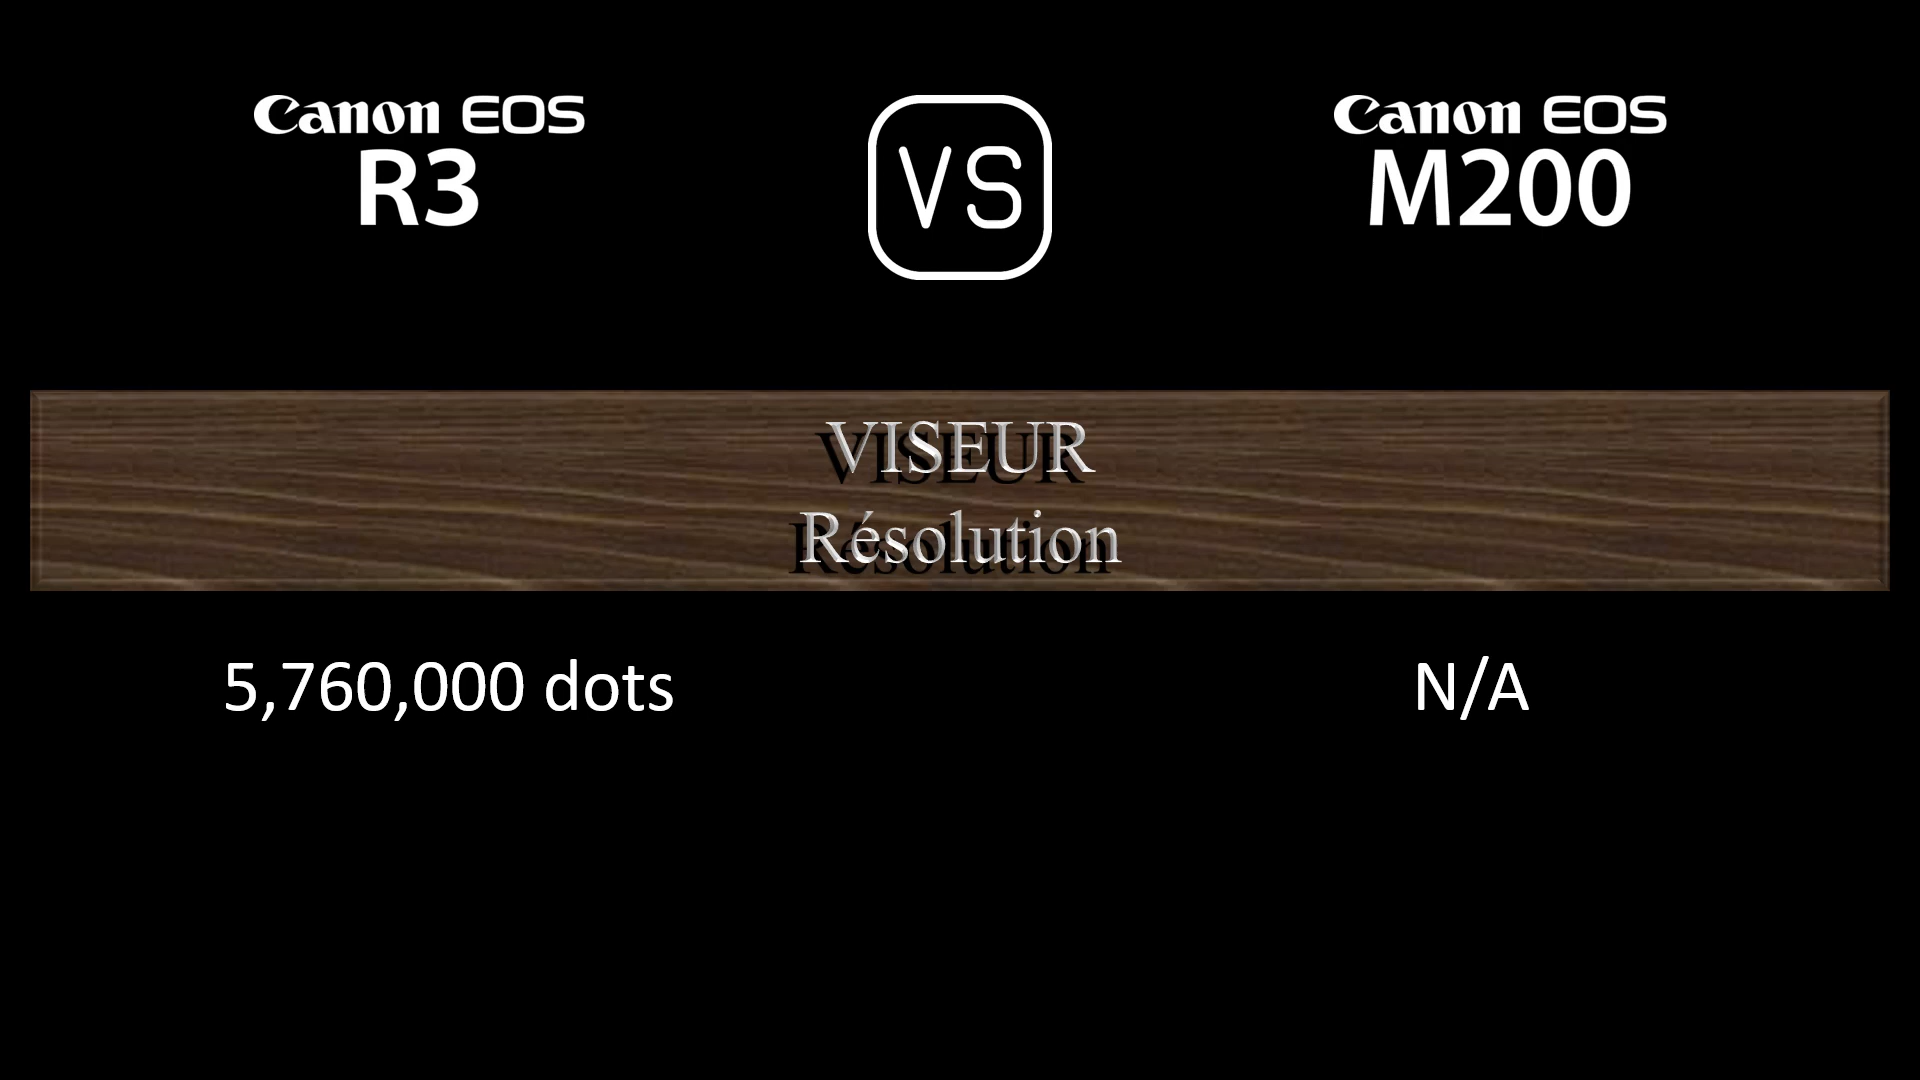 Canon EOS
R3
VS
Canon EOS
M200
VISEUR
Résolution
5,760,000 dots
N/A